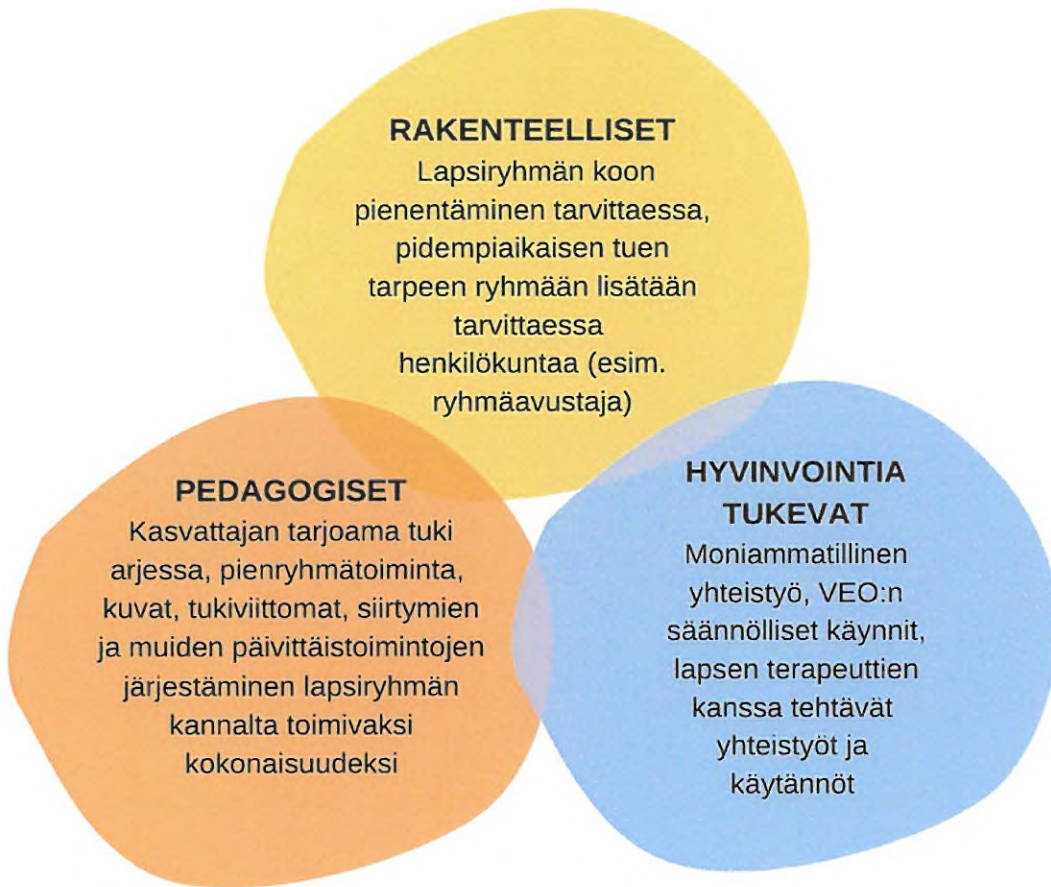 RAKENTEELLISET
Lapsiryhmän koon
pienentäminen tarvittaessa,
pidempiaikaisen tuen
tarpeen ryhmään lisätään
tarvittaessa
henkilökuntaa (esim.
ryhmäavustaja)
PEDAGOGISET
Kasvattajan tarjoama tuki
arjessa, pienryhmätoiminta,
kuvat, tukiviittomat, siirtymien
ja muiden päivittäistoimintojen
järjestäminen lapsiryhmän
kannalta toimivaksi
kokonaisuudeksi
HYVINVOINTIA
TUKEVAT
Moniammatillinen
yhteistyö, VEO:n
säännölliset käynnit,
lapsen terapeuttien
kanssa tehtävät
yhteistyöt ja
käytännöt